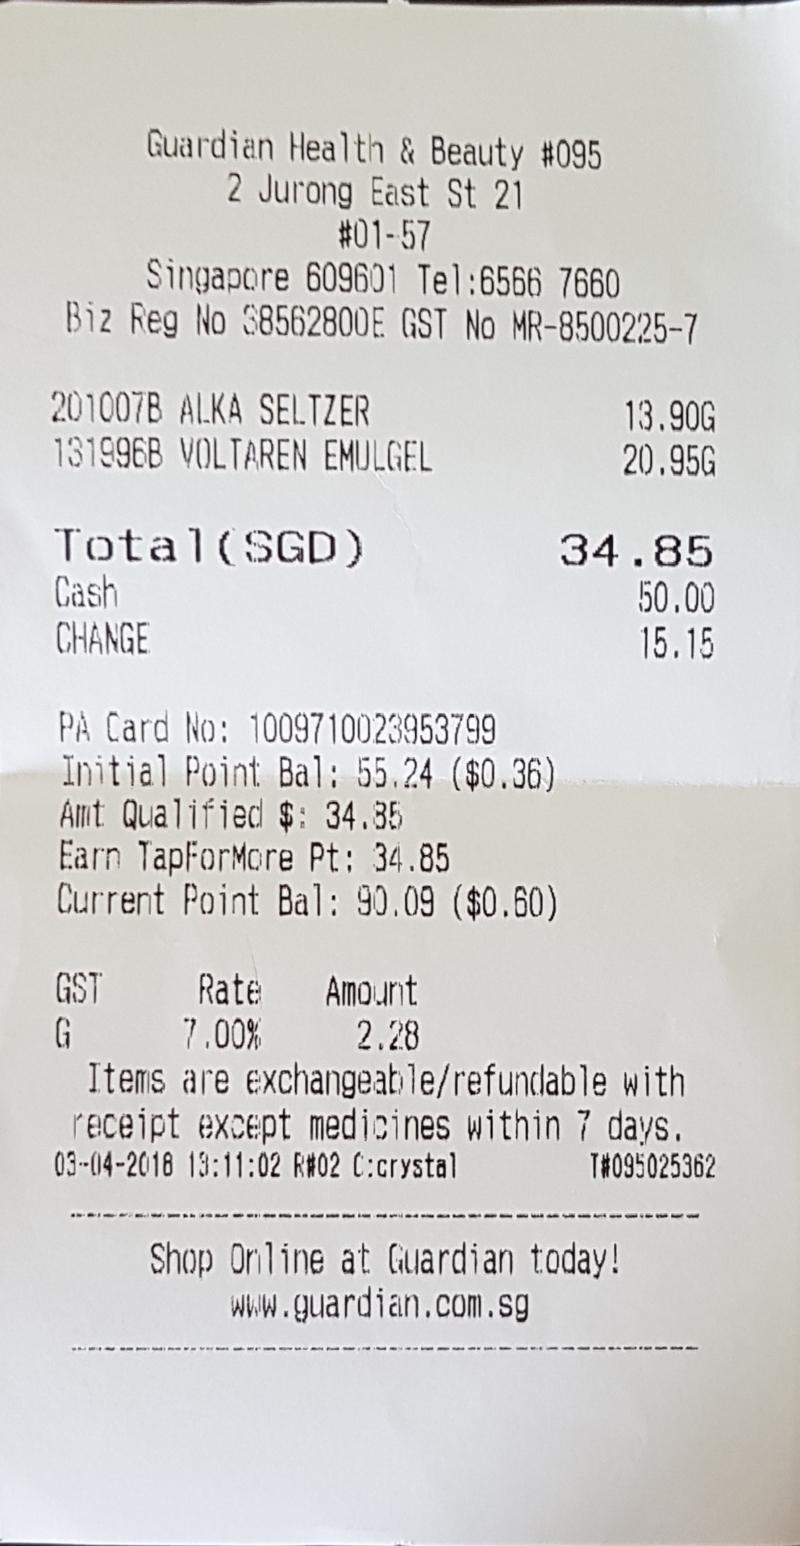 Guardian Health & Beauty #095
2 Jurong East St 21
#01-57
Singapore 609601 Tel:6566 7660
Biz Reg No 38562800E GST No MR-8500225-7
201007B ALKA SELTZER 13.90G
131996B VOLTAREN EMULGEL 20.95G
Total(SGD) 34.85
Cash 50.00
CHANGE 15.15
PA Card No: 1009710023953799
Initial Point Bal: 55.24 ($0.36)
Amt Qualified $: 34.85
Earn TapForMore Pt: 34.85
Current Point Bal: 90.09 ($0.60)
GST Rate Amount
G 7.00% 2.28
Items are exchangeable/refundable with
receipt except medicines within 7 days.
03-04-2018 13:11:02 R#02 C:crystal T#095025362
Shop Online at Guardian today!
www.guardian.com.sg